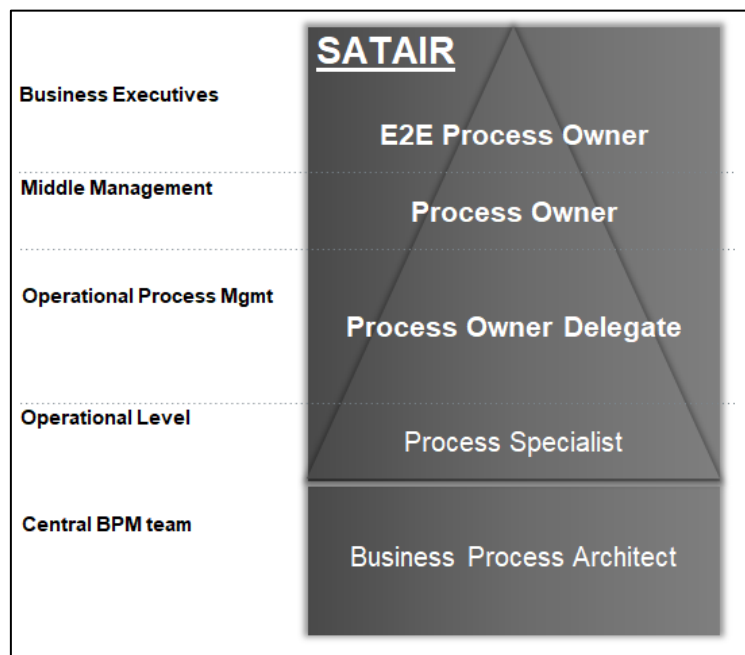 SATAIR
Business Executives
E2E Process Owner
Middle Management
Process Owner
Operational Process Mgmt
Process Owner Delegate
Operational Level
Process Specialist
Central BPM team
Business Process Architect